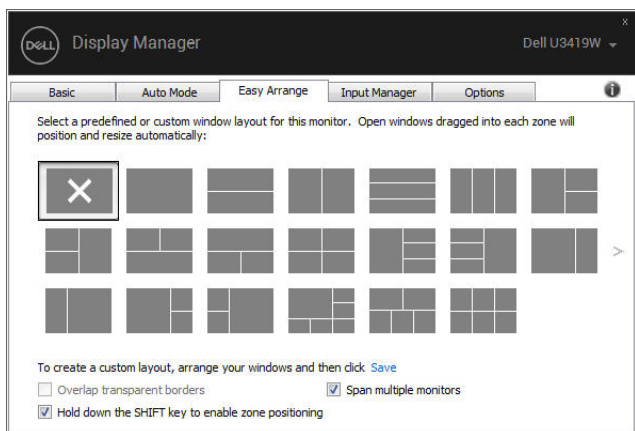 x
DELL Display Manager Dell U3419W
Basic Auto Mode Easy Arrange Input Manager Options i
Select a predefined or custom window layout for this monitor. Open windows dragged into each zone will
position and resize automatically:
>
To create a custom layout, arrange your windows and then click Save
Overlap transparent borders Span multiple monitors
Hold down the SHIFT key to enable zone positioning